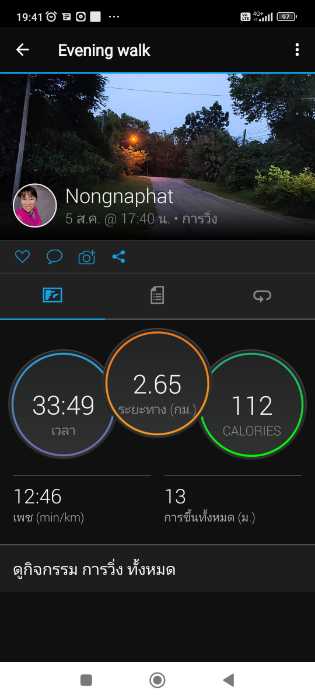 19:41
4G+
97
Evening walk
Nongnaphat
5 ส.ค. @ 17:40 น. • การวิ่ง
33:49
เวลา
2.65
ระยะทาง (กม.)
112
CALORIES
12:46
เพซ (min/km)
13
การขึ้นทั้งหมด (ม.)
ดูกิจกรรม การวิ่ง ทั้งหมด